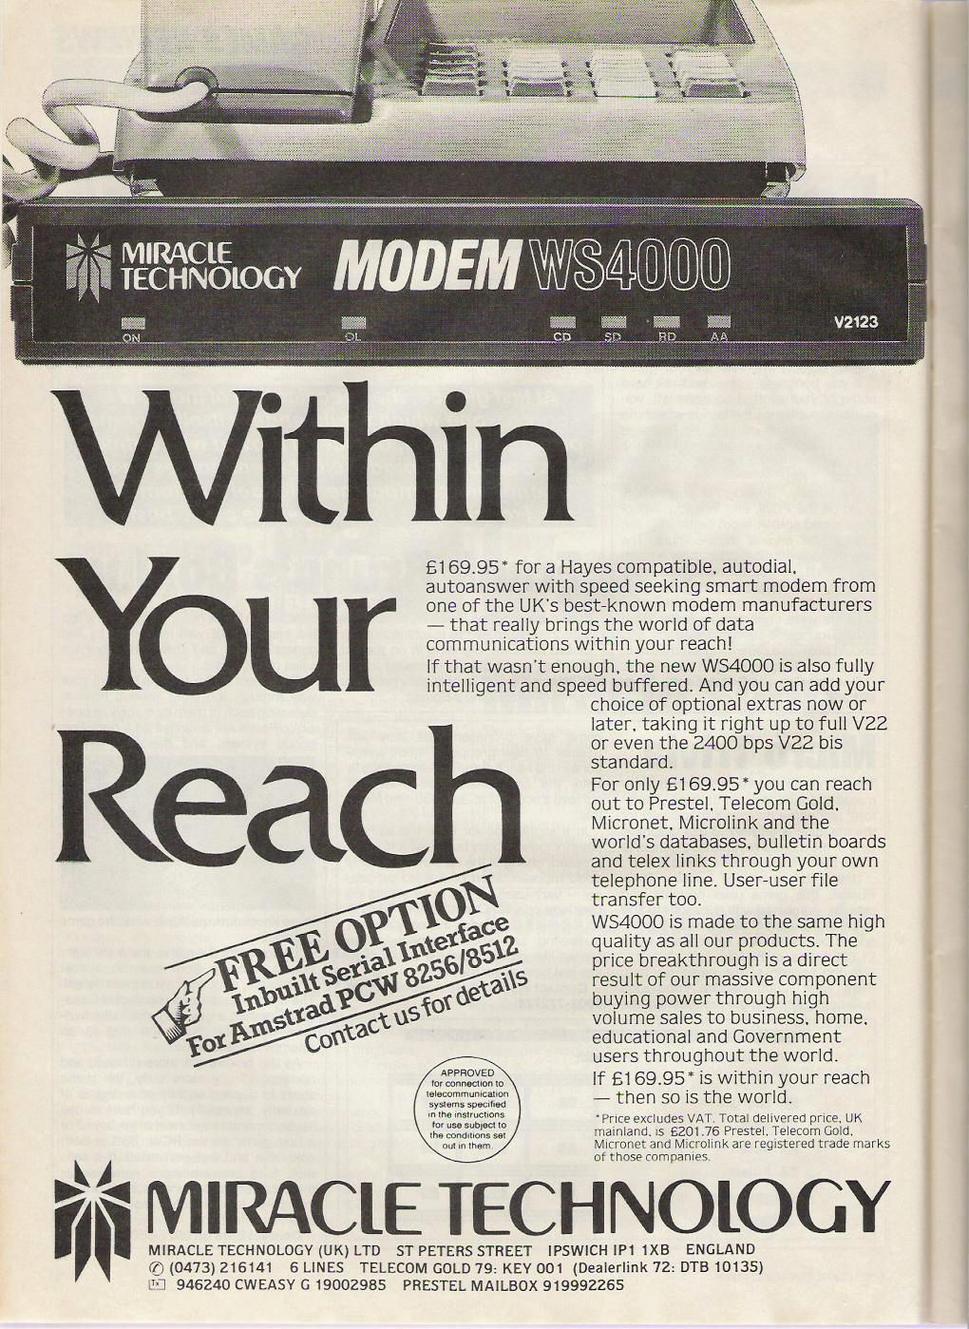 MIRACLE
TECHNOLOGY
MODEM WS4000
ON
OL
CD
SD
RD
AA
V2123
Within
Your
Reach
£169.95* for a Hayes compatible, autodial,
autoanswer with speed seeking smart modem from
one of the UK's best-known modem manufacturers
— that really brings the world of data
communications within your reach!
If that wasn't enough, the new WS4000 is also fully
intelligent and speed buffered. And you can add your
choice of optional extras now or
later, taking it right up to full V22
or even the 2400 bps V22 bis
standard.
For only £169.95* you can reach
out to Prestel, Telecom Gold,
Micronet, Microlink and the
world's databases, bulletin boards
and telex links through your own
telephone line. User-user file
transfer too.
WS4000 is made to the same high
quality as all our products. The
price breakthrough is a direct
result of our massive component
buying power through high
volume sales to business, home,
educational and Government
users throughout the world.
If £169.95* is within your reach
— then so is the world.
*Price excludes VAT. Total delivered price, UK
mainland, is £201.76 Prestel, Telecom Gold,
Micronet and Microlink are registered trade marks
of those companies.
FREE OPTION
Inbuilt Serial Interface
For Amstrad PCW 8256/8512
Contact us for details
APPROVED
for connection to
telecommunication
systems specified
in the instructions
for use subject to
the conditions set
out in them.
MIRACLE TECHNOLOGY
MIRACLE TECHNOLOGY (UK) LTD ST PETERS STREET IPSWICH IP1 1XB ENGLAND
✆ (0473) 216141 6 LINES TELECOM GOLD 79: KEY 001 (Dealerlink 72: DTB 10135)
Tx 946240 CWEASY G 19002985 PRESTEL MAILBOX 919992265